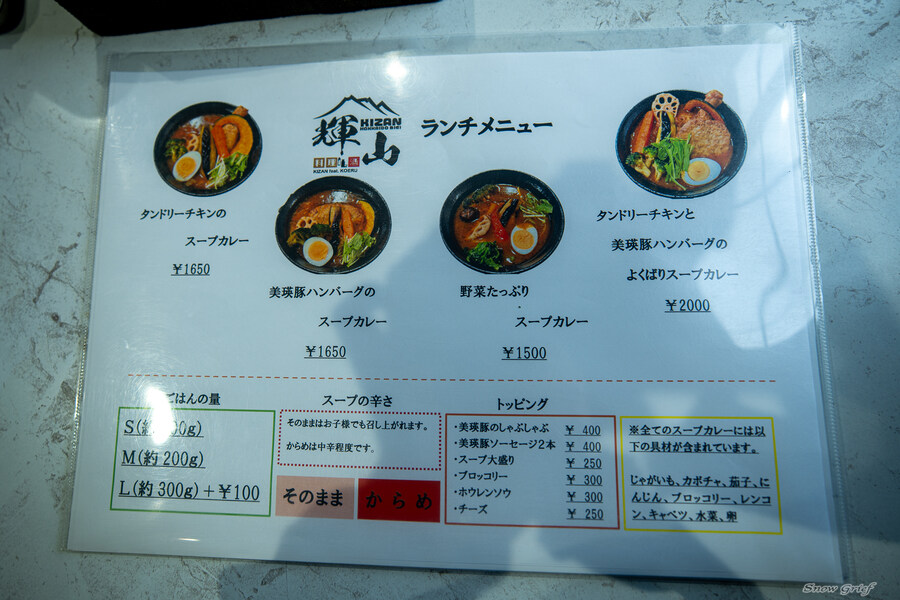 KIZAN
HOKKAIDO BIEI
輝山
KIZAN feat. KOERU
ランチメニュー
タンドリーチキンの
スープカレー
￥1650
美瑛豚ハンバーグの
スープカレー
￥1650
野菜たっぷり
スープカレー
￥1500
タンドリーチキンと
美瑛豚ハンバーグの
よくばりスープカレー
￥2000
ごはんの量
S(約
M(約 200g)
L(約 300g)＋￥100
スープの辛さ
そのままはお子様でも召し上がれます。
からめは中辛程度です。
そのまま
からめ
トッピング
・美瑛豚のしゃぶしゃぶ ￥ 400
・美瑛豚ソーセージ２本 ￥ 400
・スープ大盛り ￥ 250
・ブロッコリー ￥ 300
・ホウレンソウ ￥ 300
・チーズ ￥ 250
※全てのスープカレーには以
下の具材が含まれています。
じゃがいも、カボチャ、茄子、に
んじん、ブロッコリー、レンコ
ン、キャベツ、水菜、卵
Snow Grief